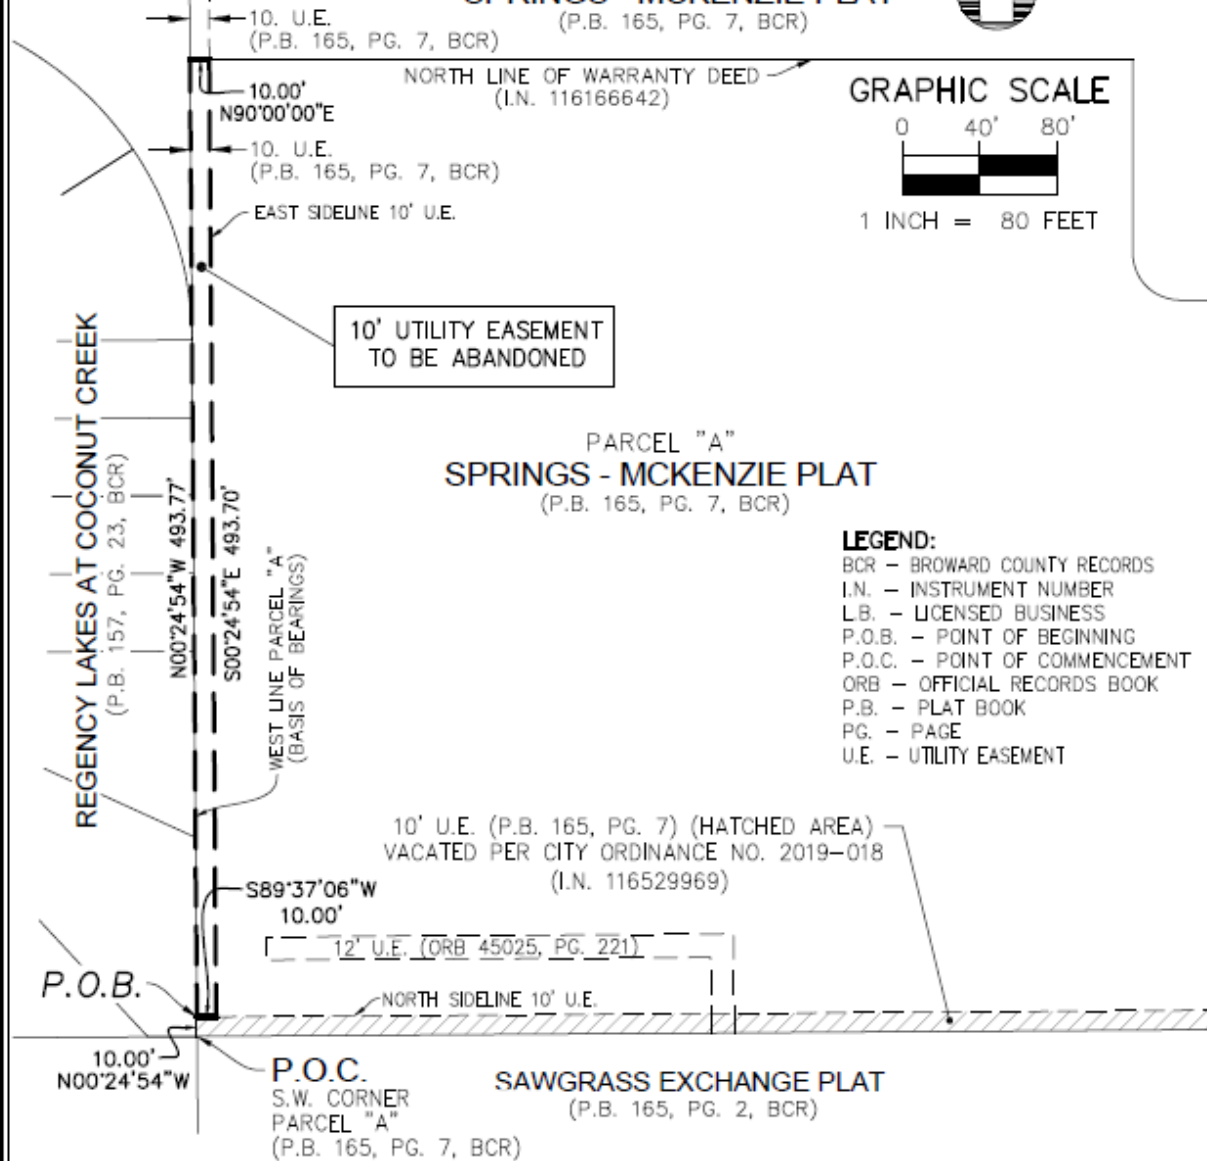 SPRINGS - MCKENZIE PLAT
(P.B. 165, PG. 7, BCR)
10. U.E.
(P.B. 165, PG. 7, BCR)
NORTH LINE OF WARRANTY DEED
(I.N. 116166642)
10.00'
N90°00'00"E
10. U.E.
(P.B. 165, PG. 7, BCR)
EAST SIDELINE 10' U.E.
GRAPHIC SCALE
0 40' 80'
1 INCH = 80 FEET
10' UTILITY EASEMENT
TO BE ABANDONED
REGENCY LAKES AT COCONUT CREEK
(P.B. 157, PG. 23, BCR)
N00°24'54"W 493.77'
S00°24'54"E 493.70'
WEST LINE PARCEL "A"
(BASIS OF BEARINGS)
PARCEL "A"
SPRINGS - MCKENZIE PLAT
(P.B. 165, PG. 7, BCR)
LEGEND:
BCR – BROWARD COUNTY RECORDS
I.N. – INSTRUMENT NUMBER
L.B. – LICENSED BUSINESS
P.O.B. – POINT OF BEGINNING
P.O.C. – POINT OF COMMENCEMENT
ORB – OFFICIAL RECORDS BOOK
P.B. – PLAT BOOK
PG. – PAGE
U.E. – UTILITY EASEMENT
10' U.E. (P.B. 165, PG. 7) (HATCHED AREA)
VACATED PER CITY ORDINANCE NO. 2019–018
(I.N. 116529969)
S89°37'06"W
10.00'
12' U.E. (ORB 45025, PG. 221)
P.O.B.
NORTH SIDELINE 10' U.E.
10.00'
N00°24'54"W
P.O.C.
S.W. CORNER
PARCEL "A"
(P.B. 165, PG. 7, BCR)
SAWGRASS EXCHANGE PLAT
(P.B. 165, PG. 2, BCR)